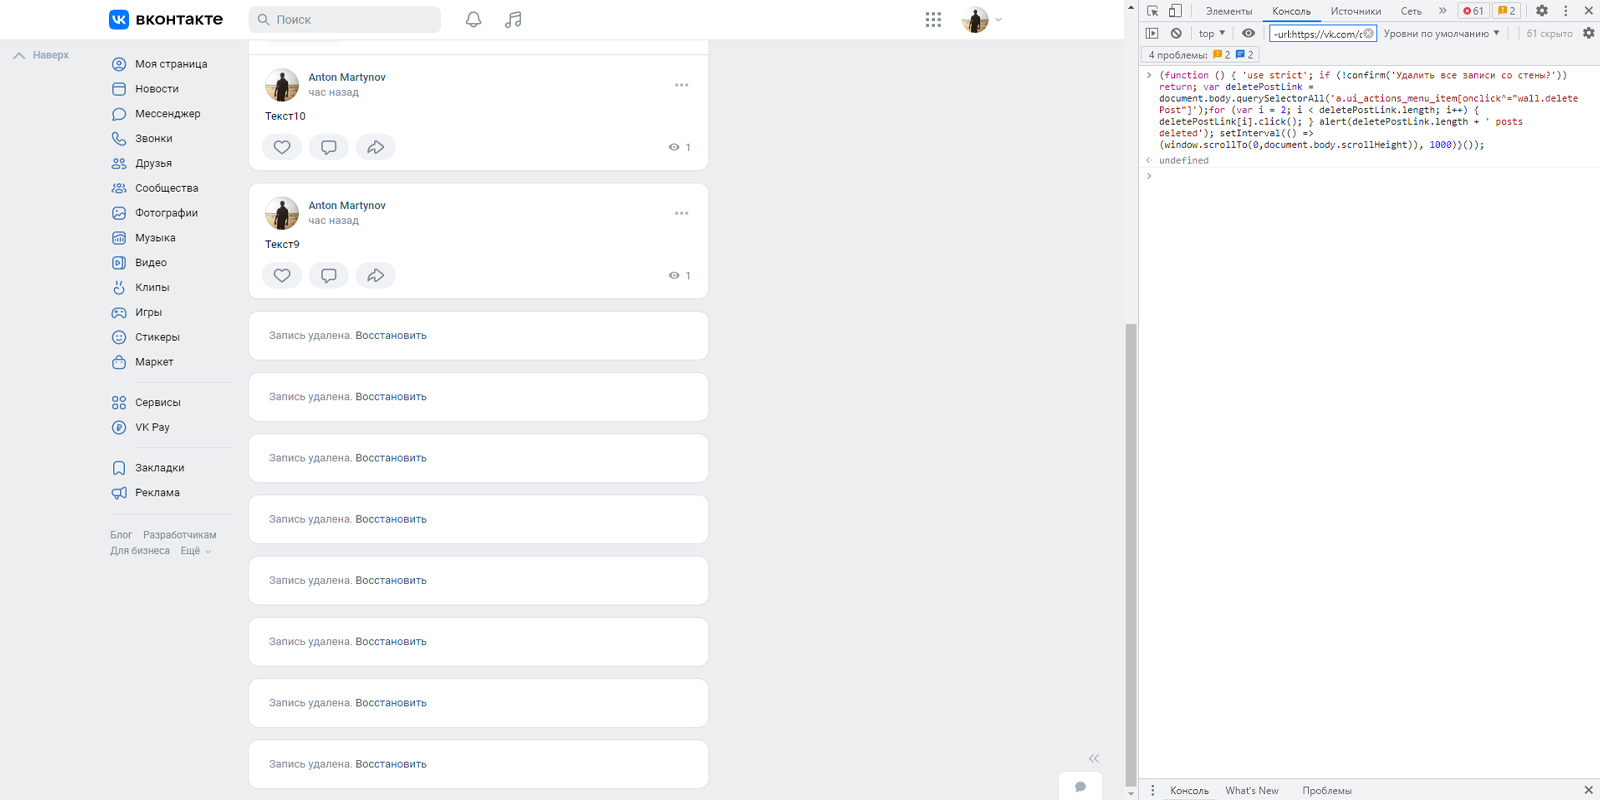 вконтакте
Поиск
Наверх
Моя страница
Новости
Мессенджер
Звонки
Друзья
Сообщества
Фотографии
Музыка
Видео
Клипы
Игры
Стикеры
Маркет
Сервисы
VK Pay
Закладки
Реклама
Блог Разработчикам
Для бизнеса Ещё
Anton Martynov
час назад
Текст10
1
Anton Martynov
час назад
Текст9
1
Запись удалена. Восстановить
Запись удалена. Восстановить
Запись удалена. Восстановить
Запись удалена. Восстановить
Запись удалена. Восстановить
Запись удалена. Восстановить
Запись удалена. Восстановить
Запись удалена. Восстановить
Элементы Консоль Источники Сеть » 61 2
top -url:https://vk.com/ Уровни по умолчанию 61 скрыто
4 проблемы: 2 2
(function () { 'use strict'; if (!confirm('Удалить все записи со стены?'))
return; var deletePostLink =
document.body.querySelectorAll('a.ui_actions_menu_item[onclick^="wall.delete
Post"]');for (var i = 2; i < deletePostLink.length; i++) {
deletePostLink[i].click(); } alert(deletePostLink.length + ' posts
deleted'); setInterval(() =>
(window.scrollTo(0,document.body.scrollHeight)), 1000)}());
undefined
Консоль What's New Проблемы